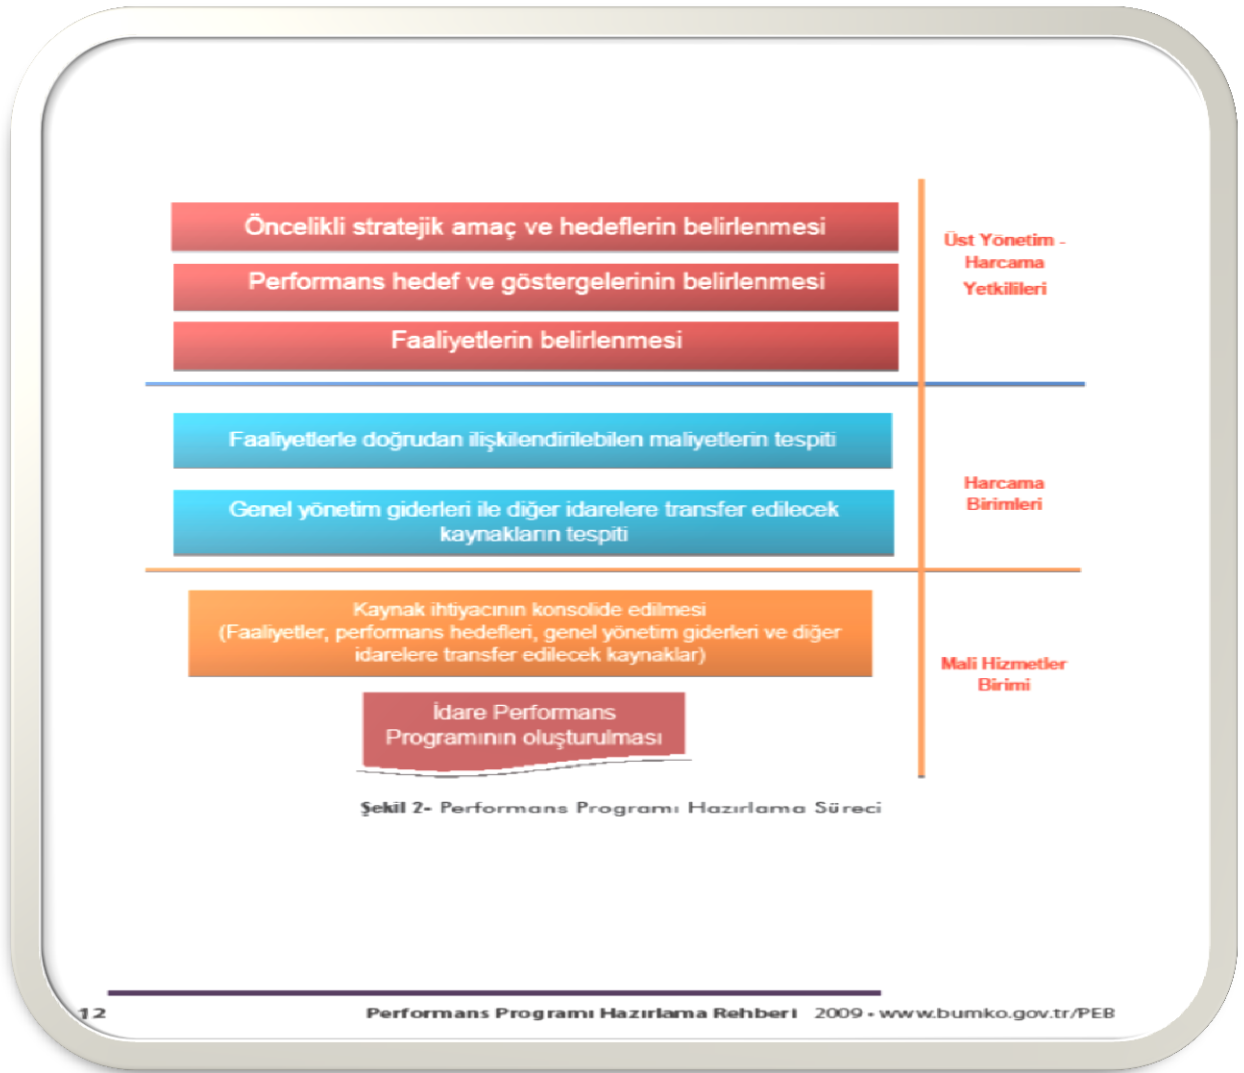 Öncelikli stratejik amaç ve hedeflerin belirlenmesi
Performans hedef ve göstergelerinin belirlenmesi
Faaliyetlerin belirlenmesi
Üst Yönetim -
Harcama
Yetkilileri
Faaliyetlerle doğrudan ilişkilendirilebilen maliyetlerin tespiti
Genel yönetim giderleri ile diğer idarelere transfer edilecek
kaynakların tespiti
Harcama
Birimleri
Kaynak ihtiyacının konsolide edilmesi
(Faaliyetler, performans hedefleri, genel yönetim giderleri ve diğer
idarelere transfer edilecek kaynaklar)
İdare Performans
Programının oluşturulması
Mali Hizmetler
Birimi
Şekil 2- Performans Programı Hazırlama Süreci
12 Performans Programı Hazırlama Rehberi 2009 • www.bumko.gov.tr/PEB